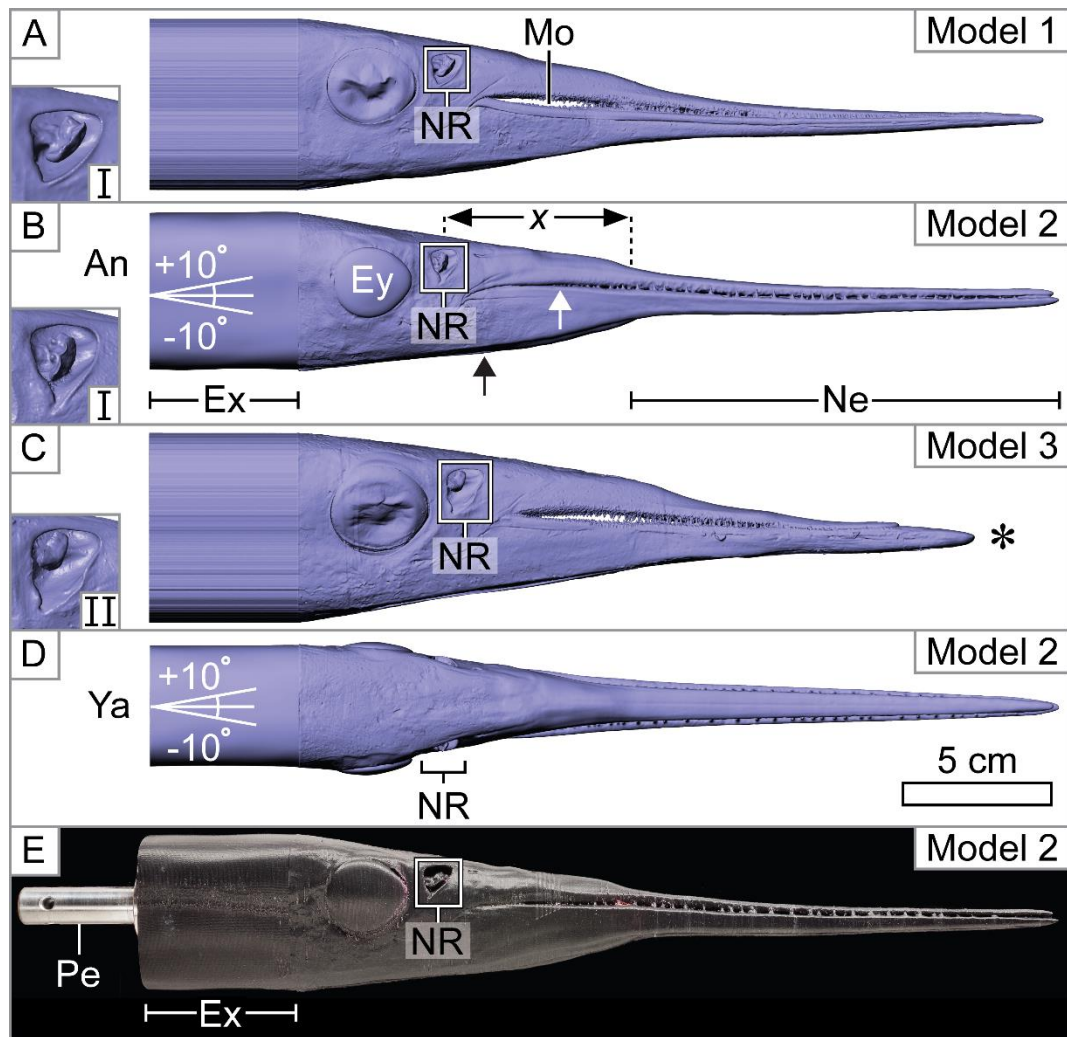 A
Mo
Model 1
NR
I
B
x
Model 2
An
+10°
-10°
Ey
NR
I
Ex
Ne
C
Model 3
NR
*
II
D
Model 2
Ya
+10°
-10°
NR
5 cm
E
Model 2
NR
Pe
Ex